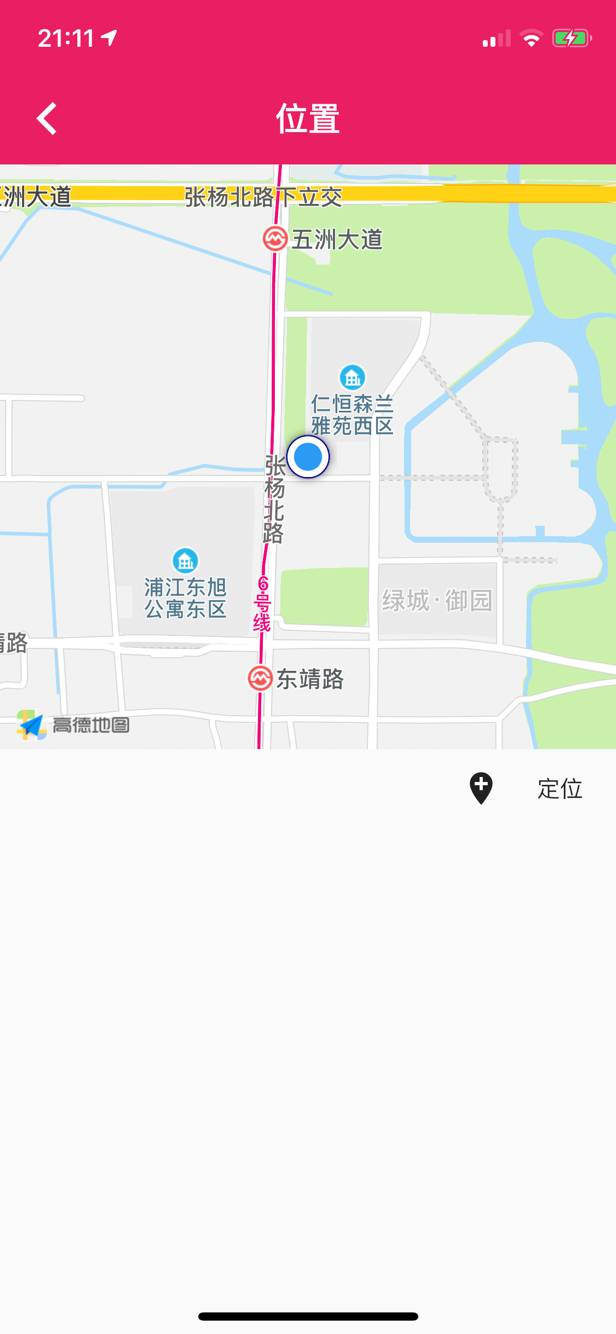 21:11
位置
洲大道
张杨北路下立交
五洲大道
仁恒森兰
雅苑西区
张杨北路
浦江东旭
公寓东区
6号线
绿城·御园
靖路
东靖路
高德地图
定位